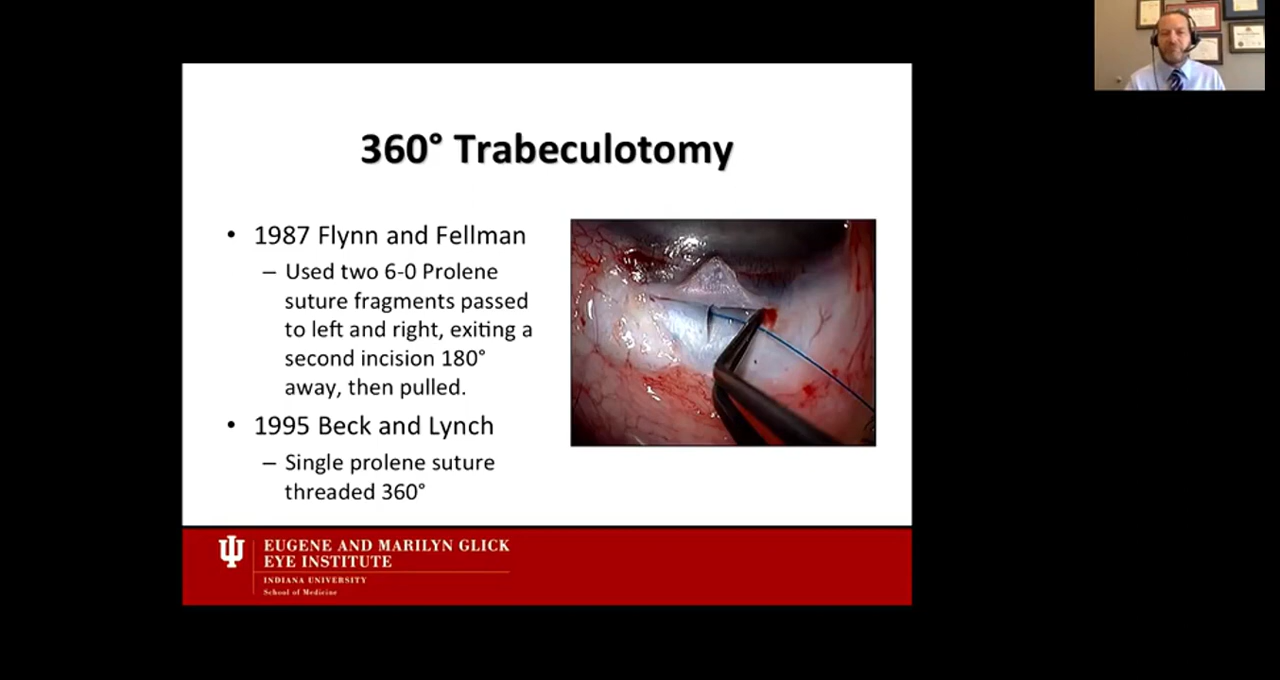 360° Trabeculotomy
• 1987 Flynn and Fellman
– Used two 6-0 Prolene
suture fragments passed
to left and right, exiting a
second incision 180°
away, then pulled.
• 1995 Beck and Lynch
– Single prolene suture
threaded 360°
EUGENE AND MARILYN GLICK
EYE INSTITUTE
INDIANA UNIVERSITY
School of Medicine